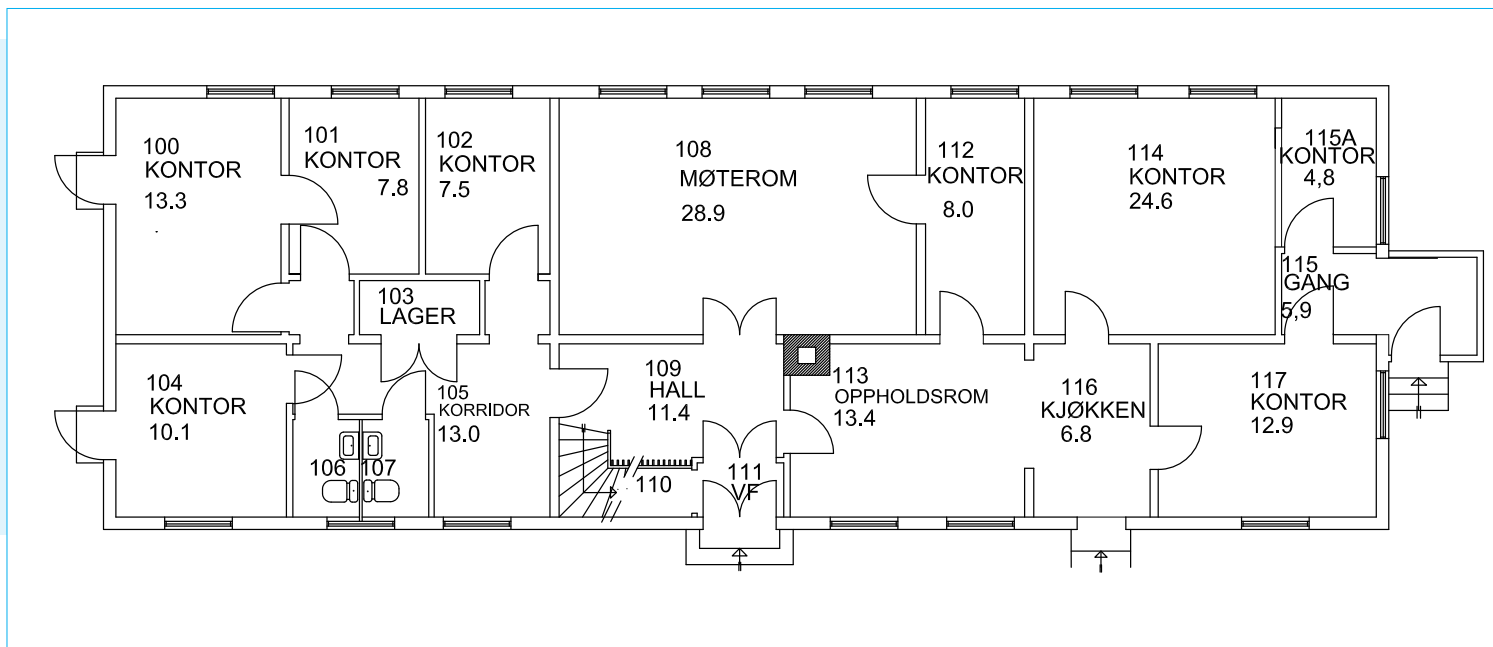 100
KONTOR
13.3
101
KONTOR
7.8
102
KONTOR
7.5
108
MØTEROM
28.9
112
KONTOR
8.0
114
KONTOR
24.6
115A
KONTOR
4,8
103
LAGER
115
GANG
5,9
104
KONTOR
10.1
105
KORRIDOR
13.0
109
HALL
11.4
113
OPPHOLDSROM
13.4
116
KJØKKEN
6.8
117
KONTOR
12.9
106
107
110
111
VF